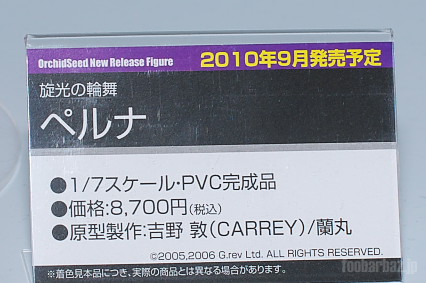 OrchidSeed New Release Figure 2010年9月発売予定
旋光の輪舞
ペルナ
●1/7スケール・PVC完成品
●価格:8,700円(税込)
●原型製作:吉野 敦(CARREY)/蘭丸
©2005,2006 G.rev Ltd. ALL RIGHTS RESERVED.
※着色見本品につき、実際の商品とは異なる場合があります。
foobarbaz.jp